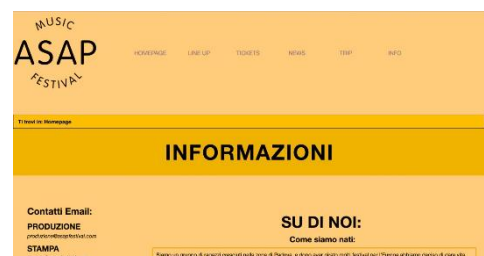 MUSIC
ASAP
FESTIVAL
HOMEPAGE LINE UP TICKETS NEWS TRIP INFO
Ti trovi in: Homepage
INFORMAZIONI
Contatti Email:
PRODUZIONE
produzione@asapfestival.com
STAMPA
SU DI NOI:
Come siamo nati: